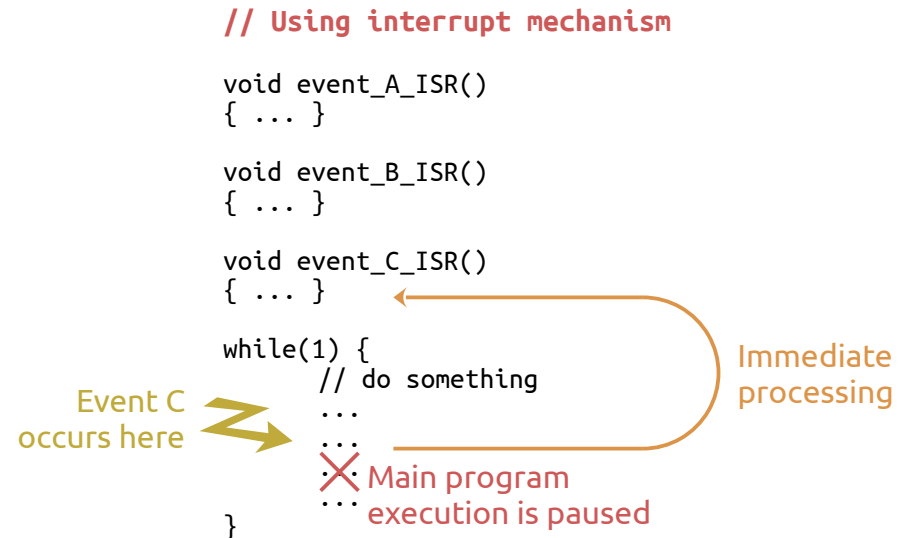 // Using interrupt mechanism
void event_A_ISR()
{ ... }
void event_B_ISR()
{ ... }
void event_C_ISR()
{ ... }
while(1) {
// do something
...
...
...
...
}
Event C
occurs here
Immediate
processing
Main program
execution is paused